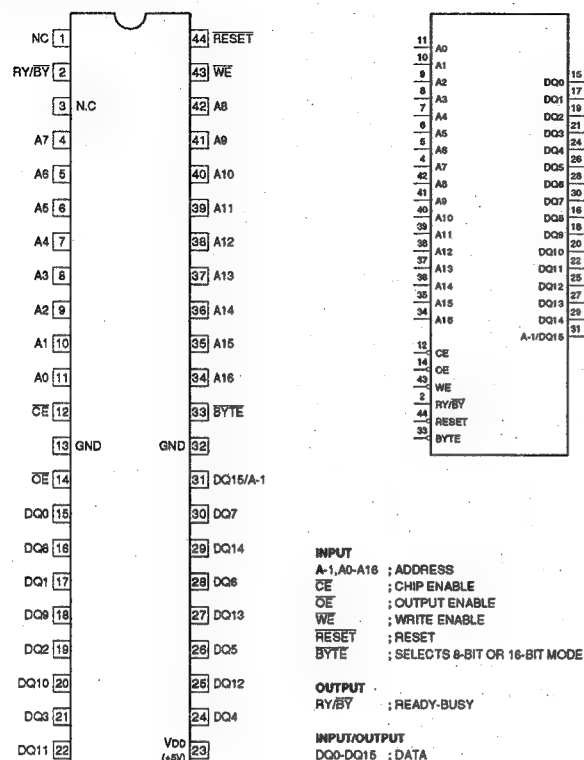 NC 1 44 RESET
RY/BY 2 43 WE
3 N.C 42 A8
A7 4 41 A9
A6 5 40 A10
A5 6 39 A11
A4 7 38 A12
A3 8 37 A13
A2 9 36 A14
A1 10 35 A15
A0 11 34 A16
CE 12 33 BYTE
13 GND GND 32
OE 14 31 DQ15/A-1
DQ0 15 30 DQ7
DQ8 16 29 DQ14
DQ1 17 28 DQ6
DQ9 18 27 DQ13
DQ2 19 26 DQ5
DQ10 20 25 DQ12
DQ3 21 24 DQ4
DQ11 22 VDD 23
(+5V)
11 A0
10 A1
9 A2 DQ0 15
8 A3 DQ1 17
7 A4 DQ2 19
6 A5 DQ3 21
5 A6 DQ4 24
4 A7 DQ5 26
42 A8 DQ6 28
41 A9 DQ7 30
40 A10 DQ8 16
39 A11 DQ9 18
38 A12 DQ10 20
37 A13 DQ11 22
36 A14 DQ12 25
35 A15 DQ13 27
34 A16 DQ14 29
A-1/DQ15 31
12 CE
14 OE
43 WE
2 RY/BY
44 RESET
33 BYTE
INPUT
A-1,A0-A16 ; ADDRESS
CE ; CHIP ENABLE
OE ; OUTPUT ENABLE
WE ; WRITE ENABLE
RESET ; RESET
BYTE ; SELECTS 8-BIT OR 16-BIT MODE
OUTPUT
RY/BY ; READY-BUSY
INPUT/OUTPUT
DQ0-DQ15 ; DATA